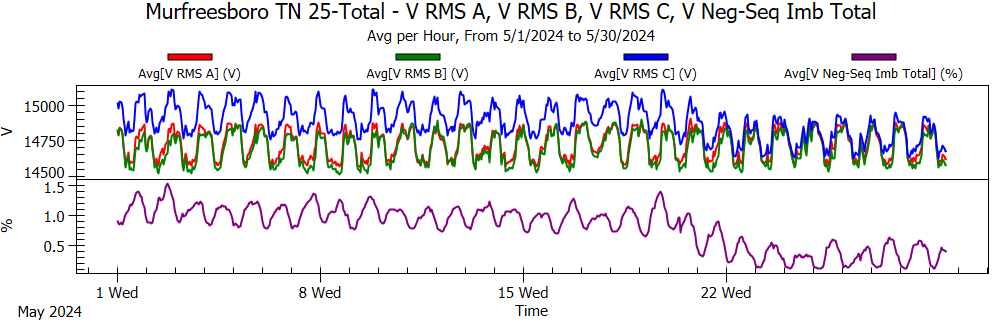 Murfreesboro TN 25-Total - V RMS A, V RMS B, V RMS C, V Neg-Seq Imb Total
Avg per Hour, From 5/1/2024 to 5/30/2024
Avg[V RMS A] (V) Avg[V RMS B] (V) Avg[V RMS C] (V) Avg[V Neg-Seq Imb Total] (%)
15000
V
14750
14500
1.5
1.0
%
0.5
1 Wed 8 Wed 15 Wed 22 Wed
May 2024 Time